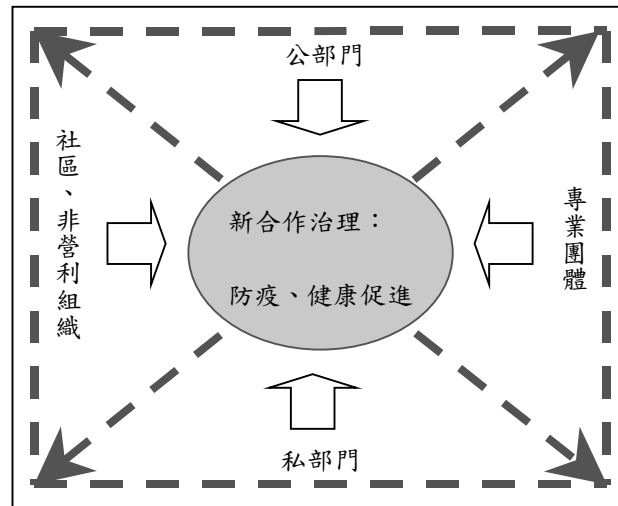 公部門
社區、非營利組織
新合作治理：
防疫、健康促進
專業團體
私部門